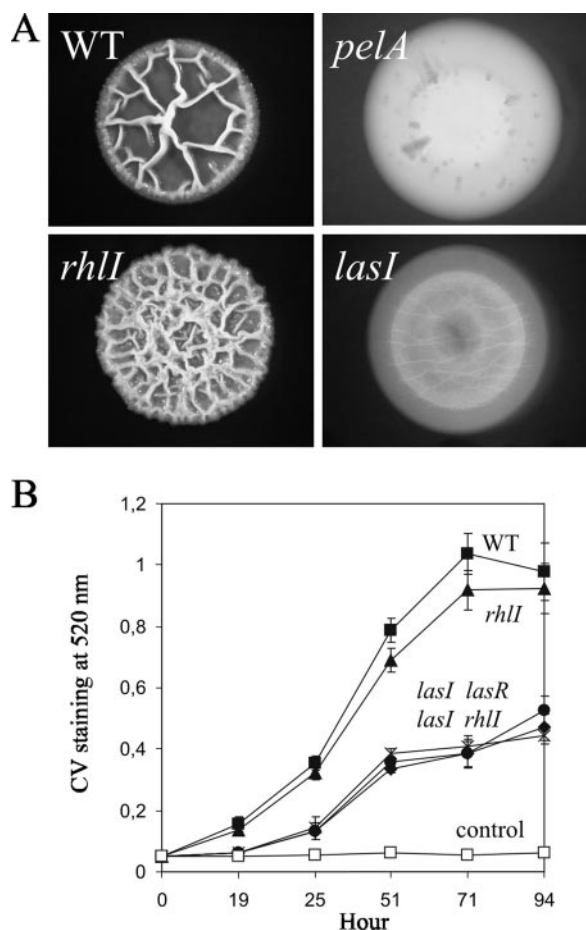 A
WT
pelA
rhlI
lasI
B
CV staining at 520 nm
1,2
1
0,8
0,6
0,4
0,2
0
WT
rhlI
lasI lasR
lasI rhlI
control
0 19 25 51 71 94
Hour